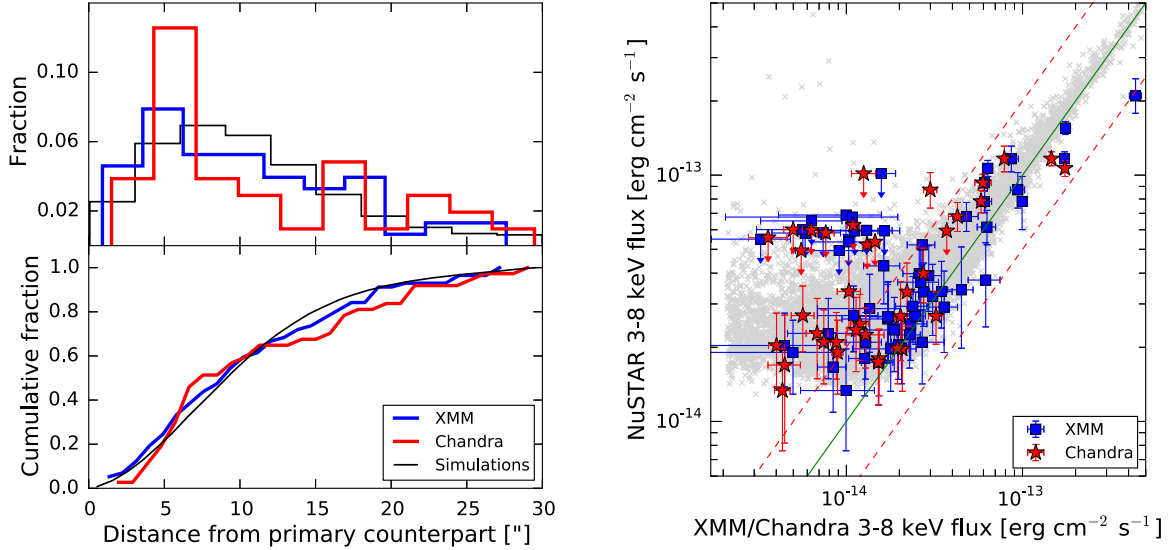 Fraction
0.10
0.06
0.02
Cumulative fraction
1.0
0.8
0.6
0.4
0.2
0.0
XMM
Chandra
Simulations
0 5 10 15 20 25 30
Distance from primary counterpart ["]
NuSTAR 3-8 keV flux [erg cm⁻² s⁻¹]
10⁻¹³
10⁻¹⁴
XMM
Chandra
10⁻¹⁴ 10⁻¹³
XMM/Chandra 3-8 keV flux [erg cm⁻² s⁻¹]